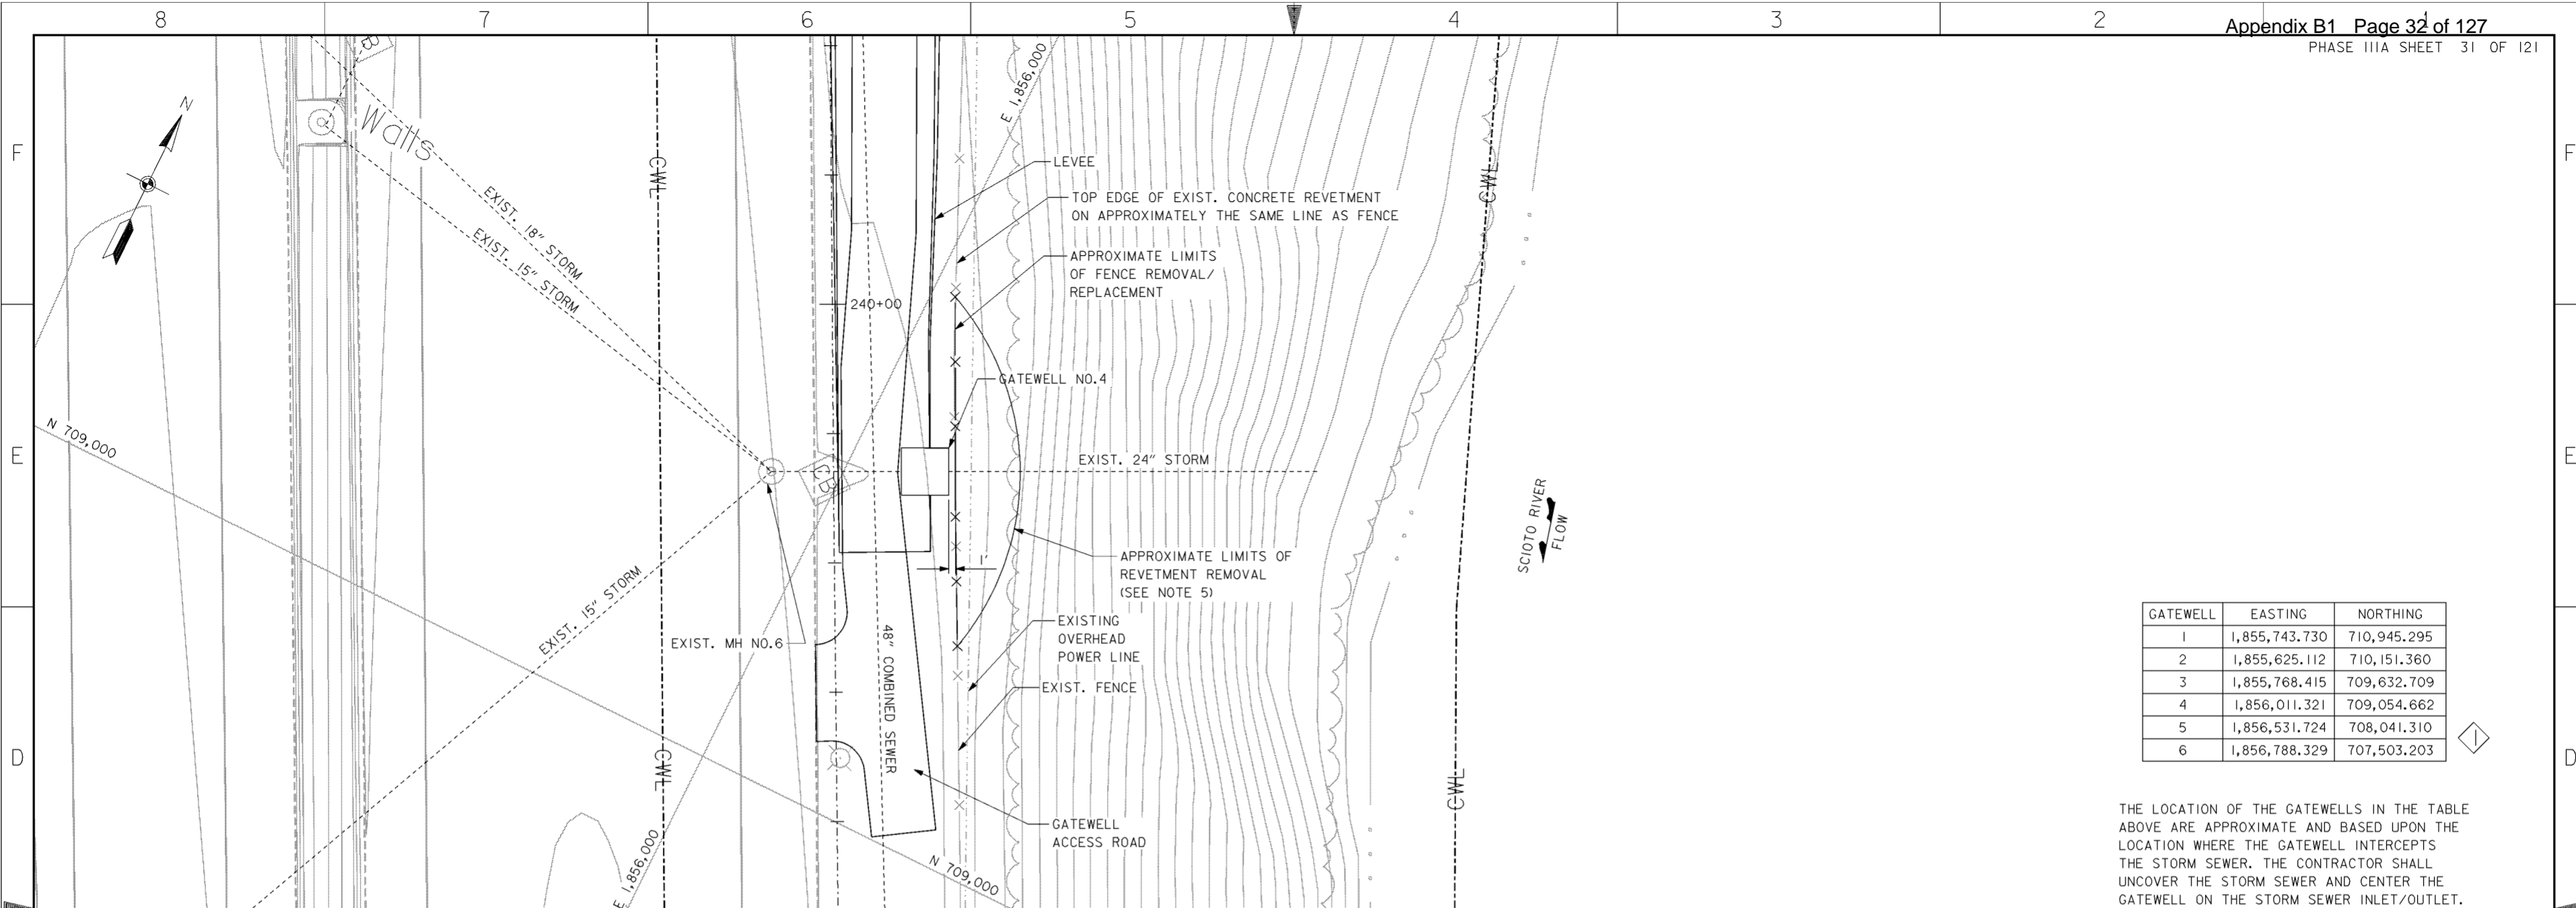 8 7 6 5 4 3 2 1
Appendix B1 Page 32 of 127
PHASE IIIA SHEET 31 OF 121
F
F
E
E
D
D
N
B
Walls
CWL
CWL
CWL
CWL
E 1,856,000
LEVEE
TOP EDGE OF EXIST. CONCRETE REVETMENT
ON APPROXIMATELY THE SAME LINE AS FENCE
EXIST. 18" STORM
EXIST. 15" STORM
APPROXIMATE LIMITS
OF FENCE REMOVAL/
REPLACEMENT
240+00
GATEWELL NO.4
N 709,000
EXIST. 24" STORM
CB
SCIOTO RIVER
FLOW
APPROXIMATE LIMITS OF
REVETMENT REMOVAL
(SEE NOTE 5)
1'
EXIST. 15" STORM
EXIST. MH NO.6
EXISTING
OVERHEAD
POWER LINE
48" COMBINED SEWER
EXIST. FENCE
GATEWELL
ACCESS ROAD
E 1,856,000
N 709,000
GATEWELL EASTING NORTHING
1 1,855,743.730 710,945.295
2 1,855,625.112 710,151.360
3 1,855,768.415 709,632.709
4 1,856,011.321 709,054.662
5 1,856,531.724 708,041.310
6 1,856,788.329 707,503.203
1
THE LOCATION OF THE GATEWELLS IN THE TABLE
ABOVE ARE APPROXIMATE AND BASED UPON THE
LOCATION WHERE THE GATEWELL INTERCEPTS
THE STORM SEWER. THE CONTRACTOR SHALL
UNCOVER THE STORM SEWER AND CENTER THE
GATEWELL ON THE STORM SEWER INLET/OUTLET.